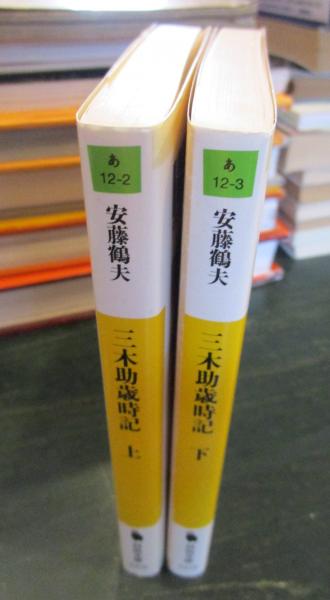 あ
12-2
安藤鶴夫
三木助歳時記 上
あ
12-3
安藤鶴夫
三木助歳時記 下